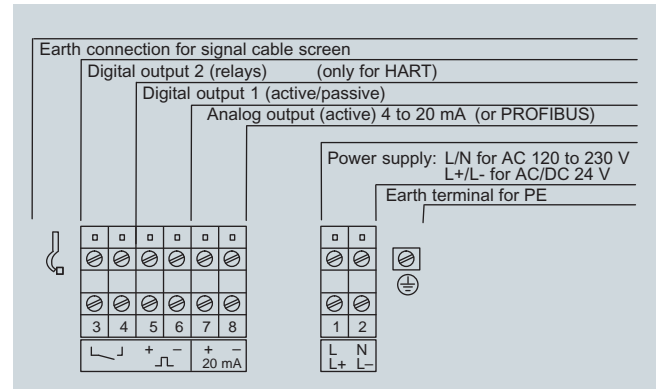 Earth connection for signal cable screen
Digital output 2 (relays) (only for HART)
Digital output 1 (active/passive)
Analog output (active) 4 to 20 mA (or PROFIBUS)
Power supply: L/N for AC 120 to 230 V
L+/L- for AC/DC 24 V
Earth terminal for PE
3 4 5 6 7 8 1 2
+ − + − L N
20 mA L+ L−